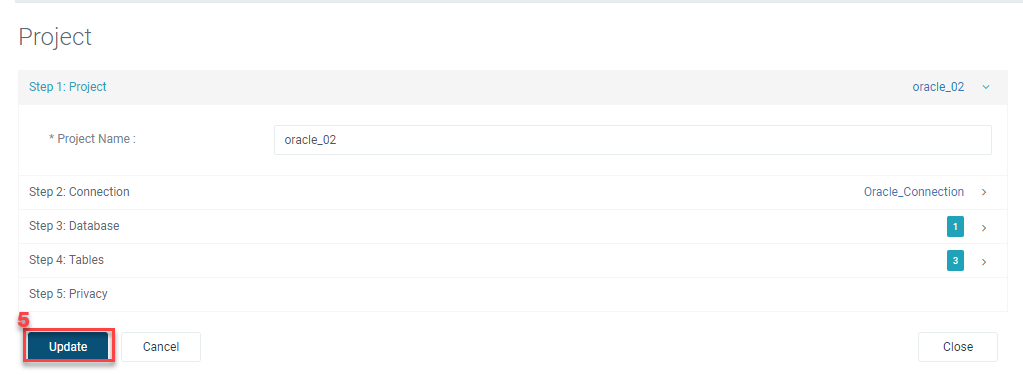 Project
Step 1: Project oracle_02
* Project Name : oracle_02
Step 2: Connection Oracle_Connection
Step 3: Database 1
Step 4: Tables 3
Step 5: Privacy
5
Update Cancel Close